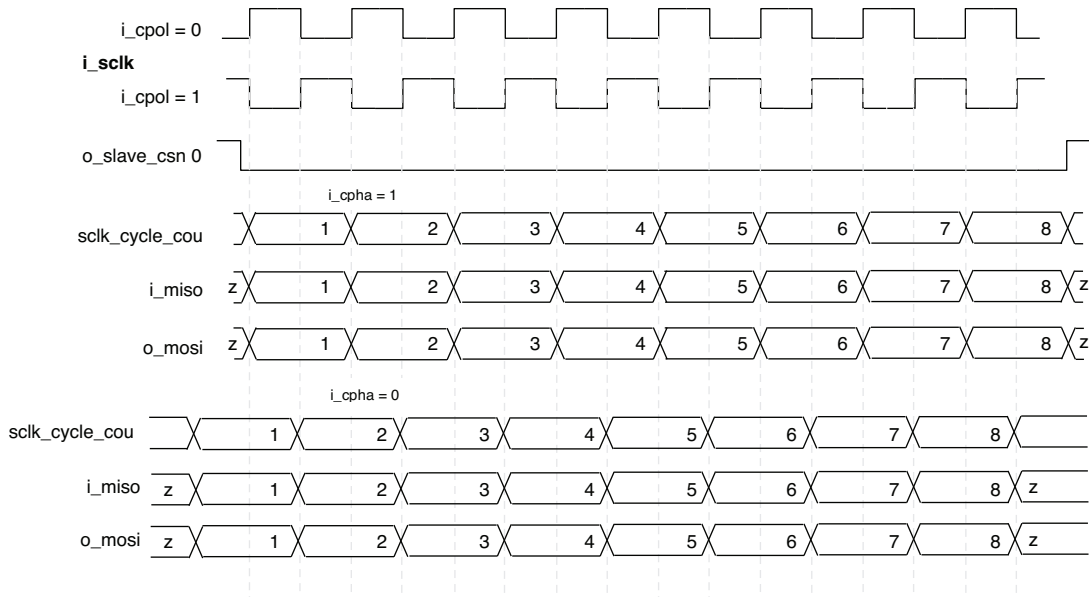 i_cpol = 0
i_sclk
i_cpol = 1
o_slave_csn 0
i_cpha = 1
sclk_cycle_cou 1 2 3 4 5 6 7 8
i_miso z 1 2 3 4 5 6 7 8 z
o_mosi z 1 2 3 4 5 6 7 8 z
i_cpha = 0
sclk_cycle_cou 1 2 3 4 5 6 7 8
i_miso z 1 2 3 4 5 6 7 8 z
o_mosi z 1 2 3 4 5 6 7 8 z